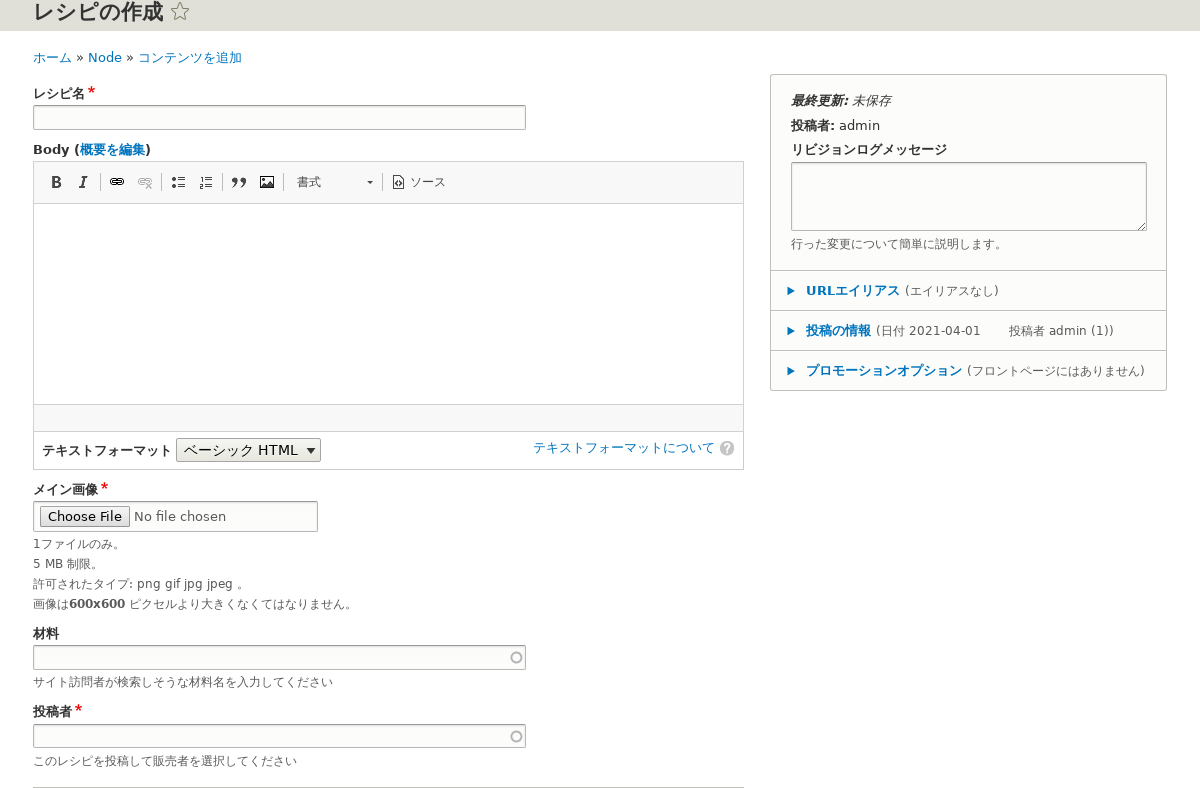 レシピの作成
ホーム » Node » コンテンツを追加
レシピ名*
Body (概要を編集)
B I 書式 ソース
テキストフォーマット ベーシック HTML テキストフォーマットについて ?
メイン画像*
Choose File No file chosen
1ファイルのみ。
5 MB 制限。
許可されたタイプ: png gif jpg jpeg 。
画像は600x600 ピクセルより大きくなくてはなりません。
材料
サイト訪問者が検索しそうな材料名を入力してください
投稿者*
このレシピを投稿して販売者を選択してください
最終更新: 未保存
投稿者: admin
リビジョンログメッセージ
行った変更について簡単に説明します。
URLエイリアス (エイリアスなし)
投稿の情報 (日付 2021-04-01 投稿者 admin (1))
プロモーションオプション (フロントページにはありません)